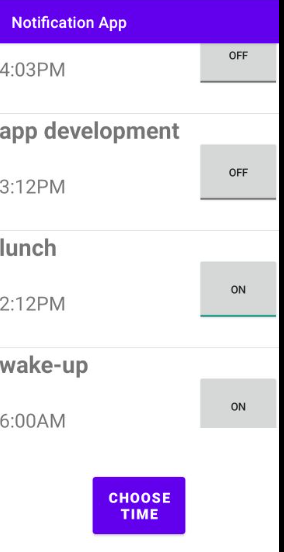 Notification App
OFF
4:03PM
app development
OFF
3:12PM
lunch
ON
2:12PM
wake-up
ON
6:00AM
CHOOSE
TIME